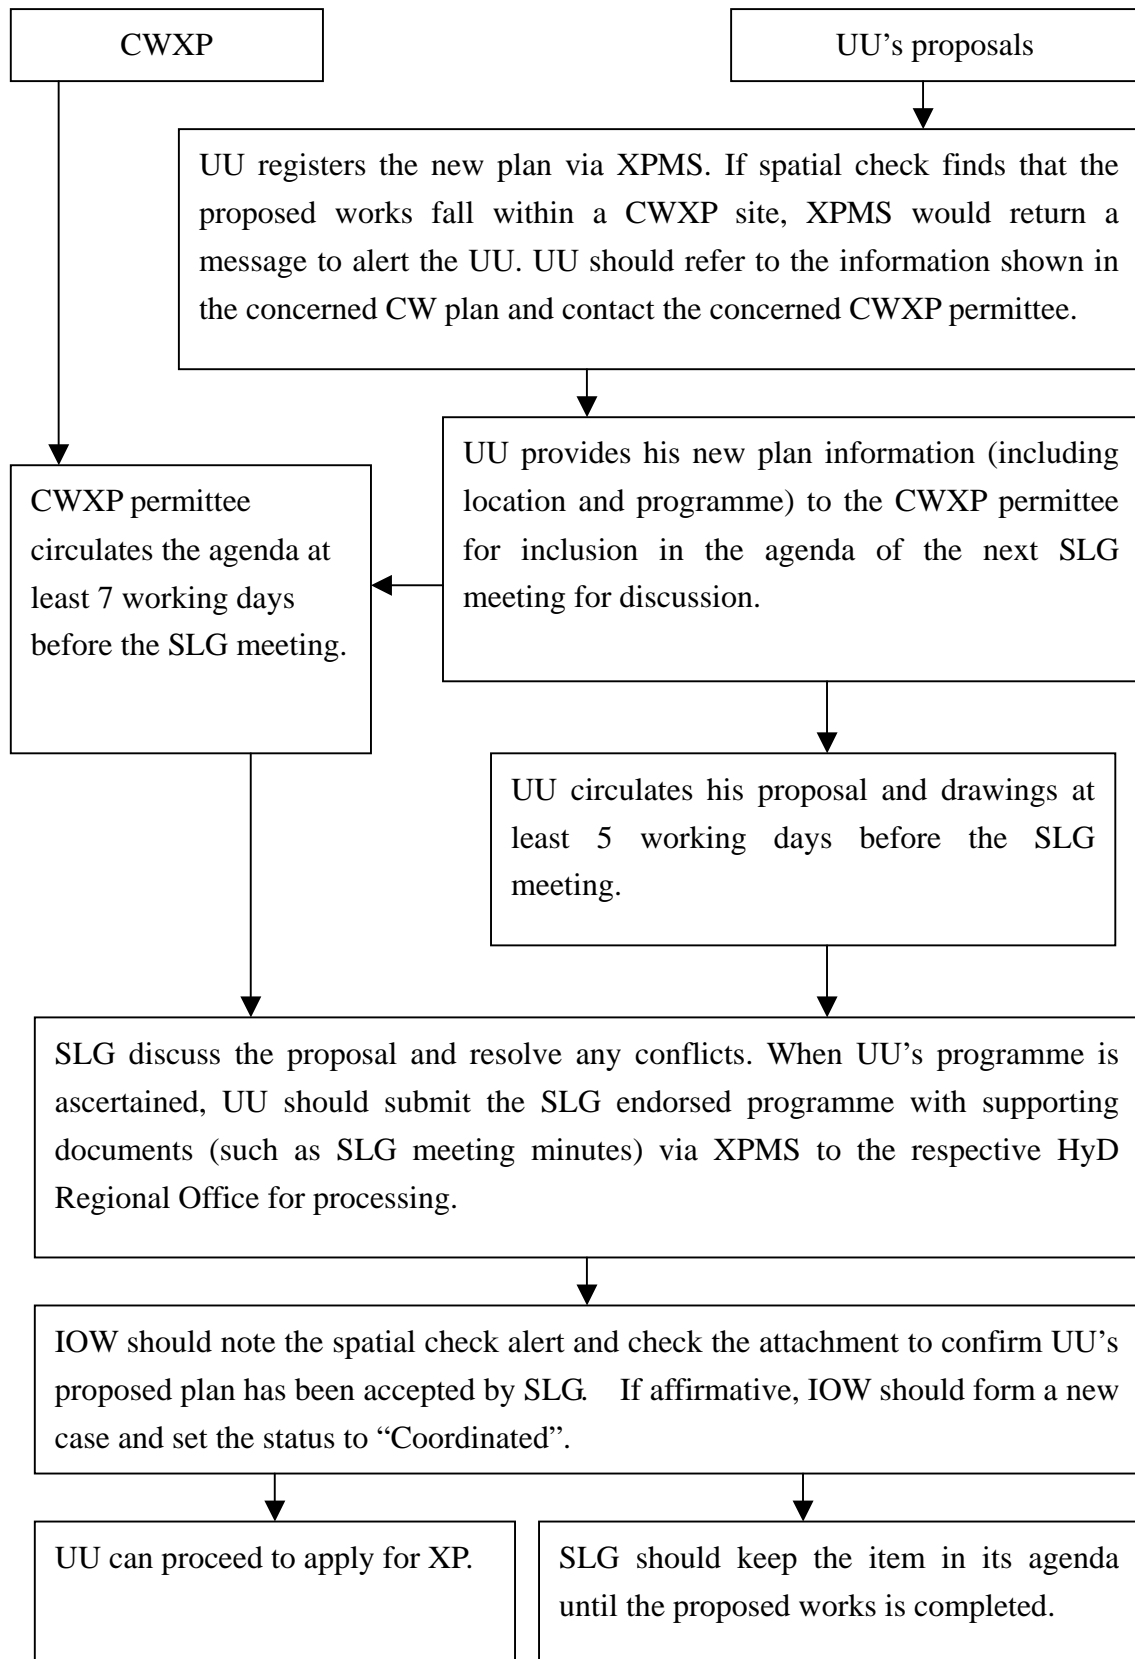 CWXP
UU’s proposals
UU registers the new plan via XPMS. If spatial check finds that the
proposed works fall within a CWXP site, XPMS would return a
message to alert the UU. UU should refer to the information shown in
the concerned CW plan and contact the concerned CWXP permittee.
UU provides his new plan information (including
location and programme) to the CWXP permittee
for inclusion in the agenda of the next SLG
meeting for discussion.
CWXP permittee
circulates the agenda at
least 7 working days
before the SLG meeting.
UU circulates his proposal and drawings at
least 5 working days before the SLG
meeting.
SLG discuss the proposal and resolve any conflicts. When UU’s programme is
ascertained, UU should submit the SLG endorsed programme with supporting
documents (such as SLG meeting minutes) via XPMS to the respective HyD
Regional Office for processing.
IOW should note the spatial check alert and check the attachment to confirm UU’s
proposed plan has been accepted by SLG. If affirmative, IOW should form a new
case and set the status to “Coordinated”.
UU can proceed to apply for XP.
SLG should keep the item in its agenda
until the proposed works is completed.